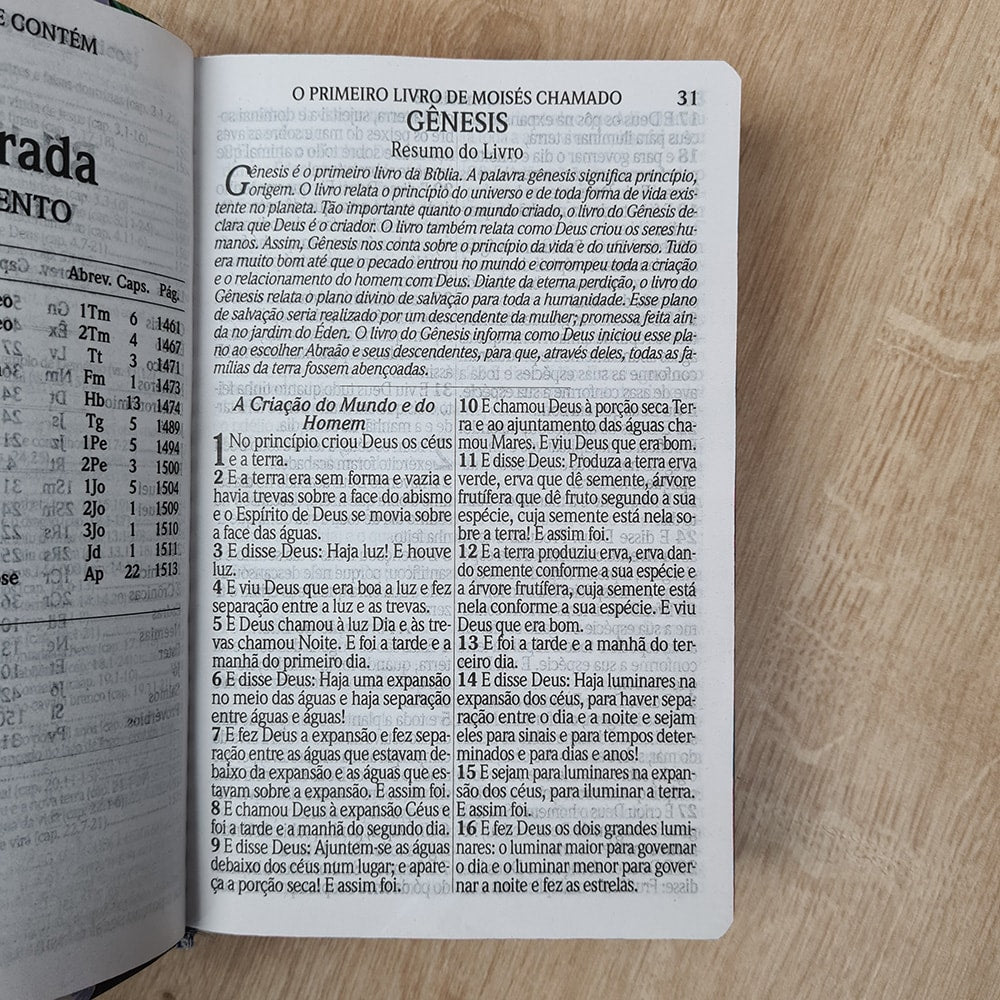 E CONTÉM
rada
ENTO
Abrev. Caps. Pág.
1Tm 6 1461
2Tm 4 1467
Tt 3 1471
Fm 1 1473
Hb 13 1474
Tg 5 1489
1Pe 5 1494
2Pe 3 1500
1Jo 5 1504
2Jo 1 1509
3Jo 1 1510
Jd 1 1511
Ap 22 1513
O PRIMEIRO LIVRO DE MOISÉS CHAMADO 31
GÊNESIS
Resumo do Livro
Gênesis é o primeiro livro da Bíblia. A palavra gênesis significa princípio,
origem. O livro relata o princípio do universo e de toda forma de vida exis-
tente no planeta. Tão importante quanto o mundo criado, o livro do Gênesis de-
clara que Deus é o criador. O livro também relata como Deus criou os seres hu-
manos. Assim, Gênesis nos conta sobre o princípio da vida e do universo. Tudo
era muito bom até que o pecado entrou no mundo e corrompeu toda a criação
e o relacionamento do homem com Deus. Diante da eterna perdição, o livro do
Gênesis relata o plano divino de salvação para toda a humanidade. Esse plano
de salvação seria realizado por um descendente da mulher; promessa feita ain-
da no jardim do Éden. O livro do Gênesis informa como Deus iniciou esse pla-
no ao escolher Abraão e seus descendentes, para que, através deles, todas as fa-
mílias da terra fossem abençoadas.
A Criação do Mundo e do
Homem
1 No princípio criou Deus os céus
e a terra.
2 E a terra era sem forma e vazia e
havia trevas sobre a face do abismo
e o Espírito de Deus se movia sobre
a face das águas.
3 E disse Deus: Haja luz! E houve
luz.
4 E viu Deus que era boa a luz e fez
separação entre a luz e as trevas.
5 E Deus chamou à luz Dia e às tre-
vas chamou Noite. E foi a tarde e a
manhã do primeiro dia.
6 E disse Deus: Haja uma expansão
no meio das águas e haja separação
entre águas e águas!
7 E fez Deus a expansão e fez sepa-
ração entre as águas que estavam de-
baixo da expansão e as águas que es-
tavam sobre a expansão. E assim foi.
8 E chamou Deus à expansão Céus e
foi a tarde e a manhã do segundo dia.
9 E disse Deus: Ajuntem-se as águas
debaixo dos céus num lugar; e apare-
ça a porção seca! E assim foi.
10 E chamou Deus à porção seca Ter-
ra e ao ajuntamento das águas cha-
mou Mares. E viu Deus que era bom.
11 E disse Deus: Produza a terra erva
verde, erva que dê semente, árvore
frutífera que dê fruto segundo a sua
espécie, cuja semente está nela so-
bre a terra! E assim foi.
12 E a terra produziu erva, erva dan-
do semente conforme a sua espécie e
a árvore frutífera, cuja semente está
nela conforme a sua espécie. E viu
Deus que era bom.
13 E foi a tarde e a manhã do ter-
ceiro dia.
14 E disse Deus: Haja luminares na
expansão dos céus, para haver sepa-
ração entre o dia e a noite e sejam
eles para sinais e para tempos deter-
minados e para dias e anos!
15 E sejam para luminares na expan-
são dos céus, para iluminar a terra.
E assim foi.
16 E fez Deus os dois grandes lumi-
nares: o luminar maior para governar
o dia e o luminar menor para gover-
nar a noite e fez as estrelas.